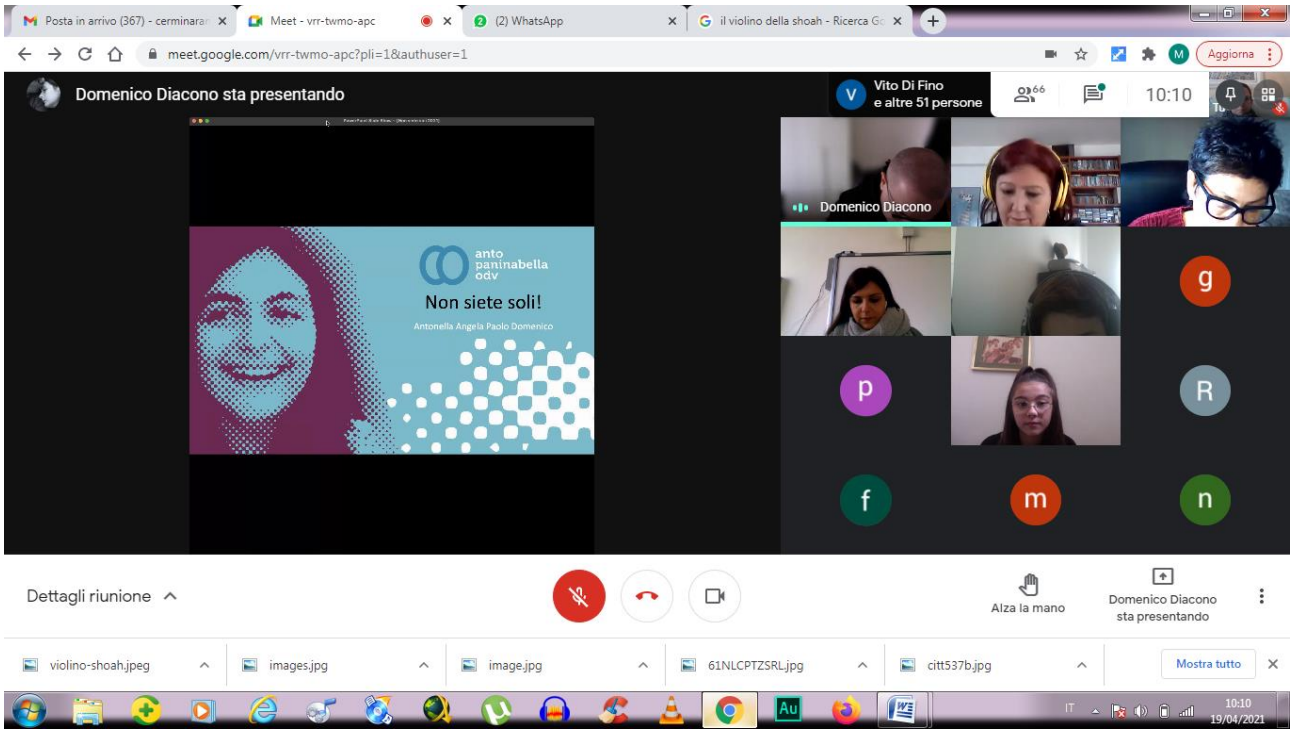 Posta in arrivo (367) - cerminarar
Meet - vrr-twmo-apc
(2) WhatsApp
il violino della shoah - Ricerca Go
meet.google.com/vrr-twmo-apc?pli=1&authuser=1
M
Aggiorna
Domenico Diacono sta presentando
V
Vito Di Fino
e altre 51 persone
66
10:10
Tu
anto
paninabella
odv
Non siete soli!
Antonella Angela Paolo Domenico
Domenico Diacono
g
p
R
f
m
n
Dettagli riunione
Alza la mano
Domenico Diacono
sta presentando
violino-shoah.jpeg
images.jpg
image.jpg
61NLCPTZSRL.jpg
citt537b.jpg
Mostra tutto
Au
IT
10:10
19/04/2021